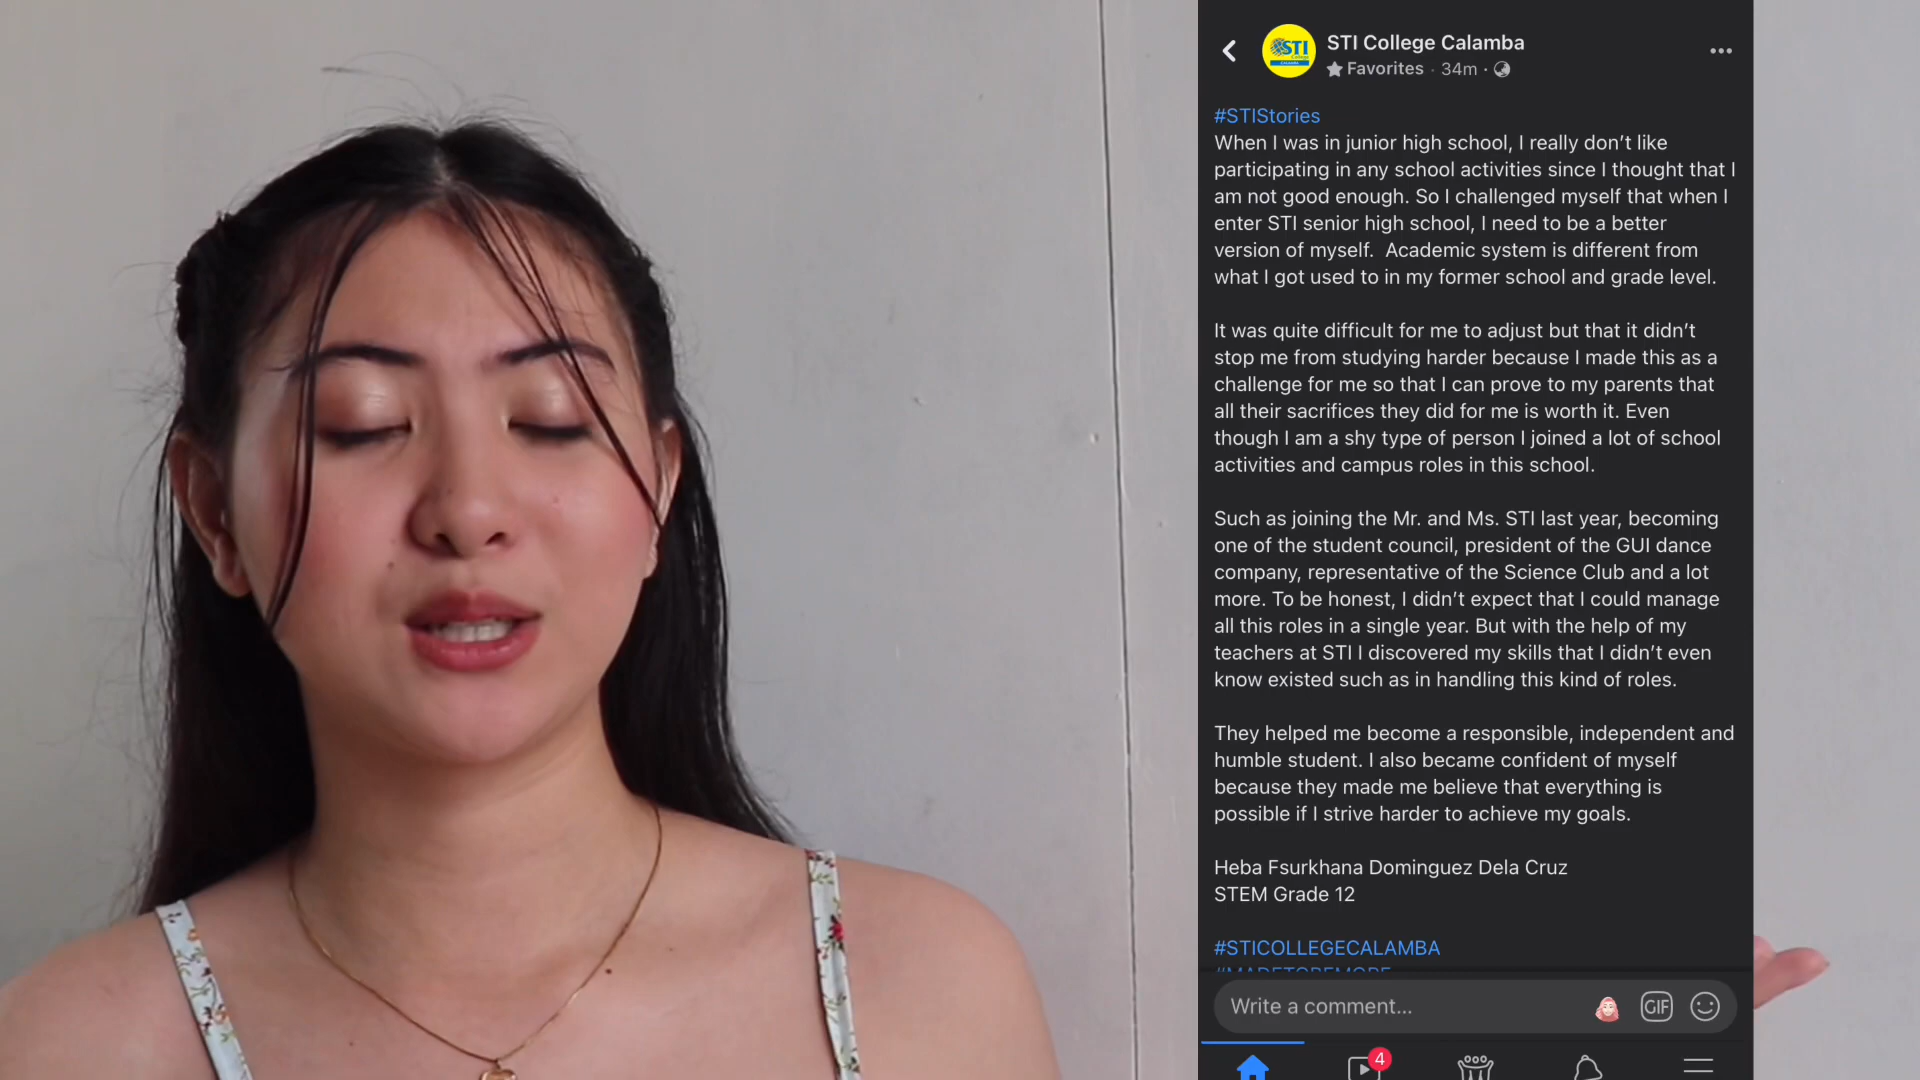 STI College Calamba
Favorites · 34m ·
#STIStories
When I was in junior high school, I really don't like
participating in any school activities since I thought that I
am not good enough. So I challenged myself that when I
enter STI senior high school, I need to be a better
version of myself.  Academic system is different from
what I got used to in my former school and grade level.
It was quite difficult for me to adjust but that it didn't
stop me from studying harder because I made this as a
challenge for me so that I can prove to my parents that
all their sacrifices they did for me is worth it. Even
though I am a shy type of person I joined a lot of school
activities and campus roles in this school.
Such as joining the Mr. and Ms. STI last year, becoming
one of the student council, president of the GUI dance
company, representative of the Science Club and a lot
more. To be honest, I didn't expect that I could manage
all this roles in a single year. But with the help of my
teachers at STI I discovered my skills that I didn't even
know existed such as in handling this kind of roles.
They helped me become a responsible, independent and
humble student. I also became confident of myself
because they made me believe that everything is
possible if I strive harder to achieve my goals.
Heba Fsurkhana Dominguez Dela Cruz
STEM Grade 12
#STICOLLEGECALAMBA
#MADETOBEMORE
Write a comment...
GIF
4